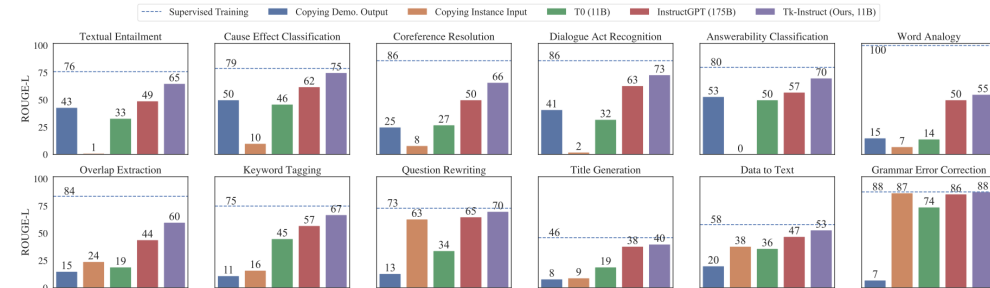 Supervised Training Copying Demo. Output Copying Instance Input T0 (11B) InstructGPT (175B) Tk-Instruct (Ours, 11B)
Textual Entailment Cause Effect Classification Coreference Resolution Dialogue Act Recognition Answerability Classification Word Analogy
ROUGE-L
100
75
50
25
0
76 43 1 33 49 65
79 50 10 46 62 75
86 25 8 27 50 66
86 41 2 32 63 73
80 53 0 50 57 70
100 15 7 14 50 55
Overlap Extraction Keyword Tagging Question Rewriting Title Generation Data to Text Grammar Error Correction
ROUGE-L
100
75
50
25
0
84 15 24 19 44 60
75 11 16 45 57 67
73 13 63 34 65 70
46 8 9 19 38 40
58 20 38 36 47 53
88 7 87 74 86 88